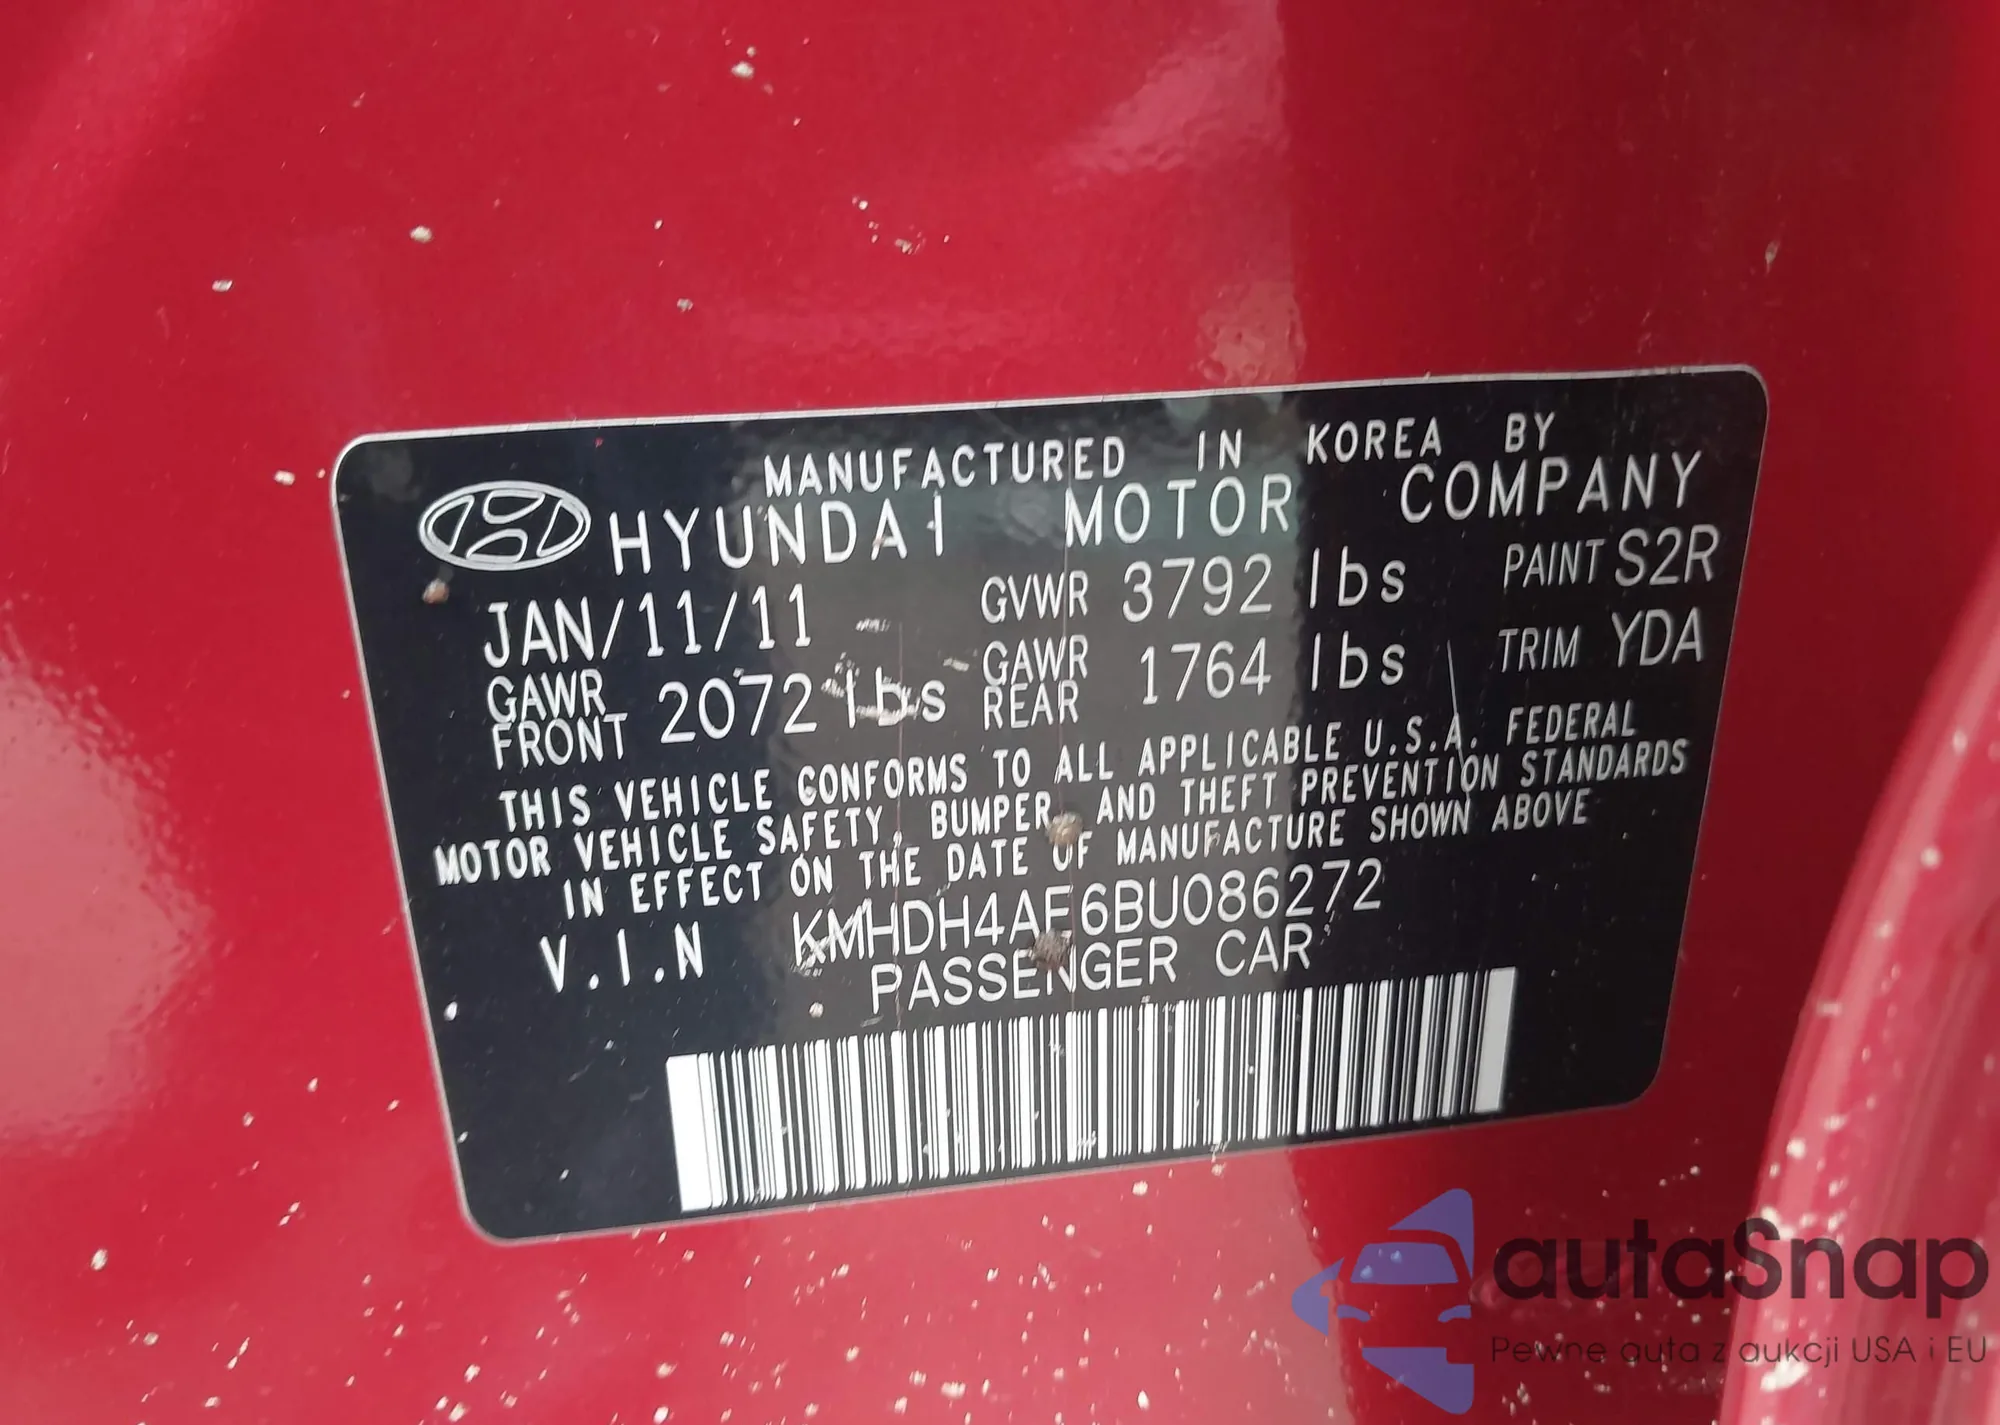 MANUFACTURED IN KOREA BY
HYUNDAI MOTOR COMPANY
JAN/11/11 GVWR 3792 lbs PAINT S2R
GAWR FRONT 2072 lbs GAWR REAR 1764 lbs TRIM YDA
THIS VEHICLE CONFORMS TO ALL APPLICABLE U.S.A. FEDERAL
MOTOR VEHICLE SAFETY, BUMPER, AND THEFT PREVENTION STANDARDS
IN EFFECT ON THE DATE OF MANUFACTURE SHOWN ABOVE
V.I.N KMHDH4AE6BU086272
PASSENGER CAR
autaSnap
Pewne auta z aukcji USA i EU